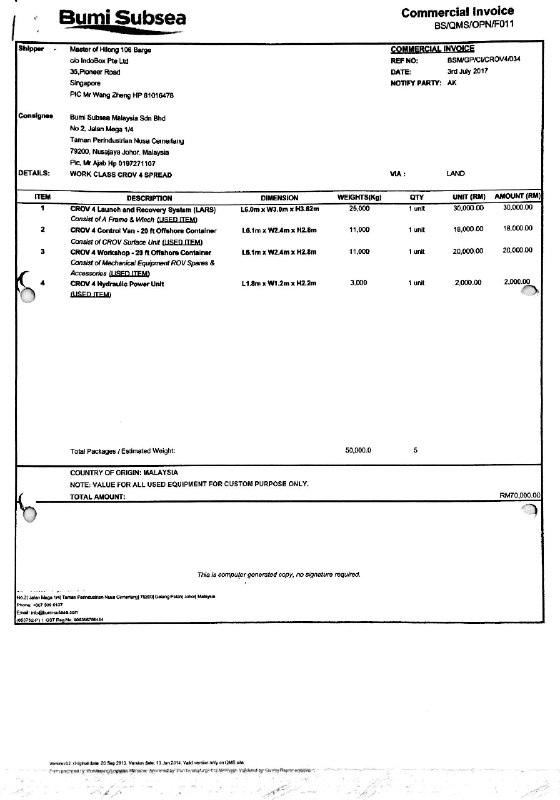 Bumi Subsea
Commercial Invoice
BS/QMS/OPN/F011
Shipper - Master of Hilong 106 Barge COMMERCIAL INVOICE
c/o IndoBox Pte Ltd REF NO: BSM/GP/CI/CROV4/034
35,Pioneer Road DATE: 3rd July 2017
Singapore NOTIFY PARTY: AK
PIC Mr Wang Zheng HP 81016478
Consignee Bumi Subsea Malaysia Sdn Bhd
No 2, Jalan Mega 1/4
Taman Perindustrian Nusa Cemerlang
79200, Nusajaya Johor, Malaysia
Pic, Mr Ajeb Hp 0197271107
DETAILS: WORK CLASS CROV 4 SPREAD VIA : LAND
ITEM DESCRIPTION DIMENSION WEIGHTS(Kg) QTY UNIT (RM) AMOUNT (RM)
1 CROV 4 Launch and Recovery System (LARS) L6.0m x W3.0m x H3.62m 25,000 1 unit 30,000.00 30,000.00
Consist of A Frame & Winch (USED ITEM)
2 CROV 4 Control Van - 20 ft Offshore Container L6.1m x W2.4m x H2.8m 11,000 1 unit 18,000.00 18,000.00
Consist of CROV Surface Unit (USED ITEM)
3 CROV 4 Workshop - 20 ft Offshore Container L6.1m x W2.4m x H2.8m 11,000 1 unit 20,000.00 20,000.00
Consist of Mechanical Equipment ROV Spares &
Accessories (USED ITEM)
4 CROV 4 Hydraulic Power Unit L1.8m x W1.2m x H2.2m 3,000 1 unit 2,000.00 2,000.00
(USED ITEM)
Total Packages / Estimated Weight: 50,000.0 5
COUNTRY OF ORIGIN: MALAYSIA
NOTE: VALUE FOR ALL USED EQUIPMENT FOR CUSTOM PURPOSE ONLY.
TOTAL AMOUNT: RM70,000.00
This is computer generated copy, no signature required.
No.2| Jalan Mega 1/4| Taman Perindustrian Nusa Cemerlang| 79200| Gelang Patah| Johor| Malaysia
Phone:
Email: info@bumisubsea.com
GST Reg No.
Version 02 Original date: 20 Sep 2013, Version date: 13 Jan 2014, Valid version only on QMS site